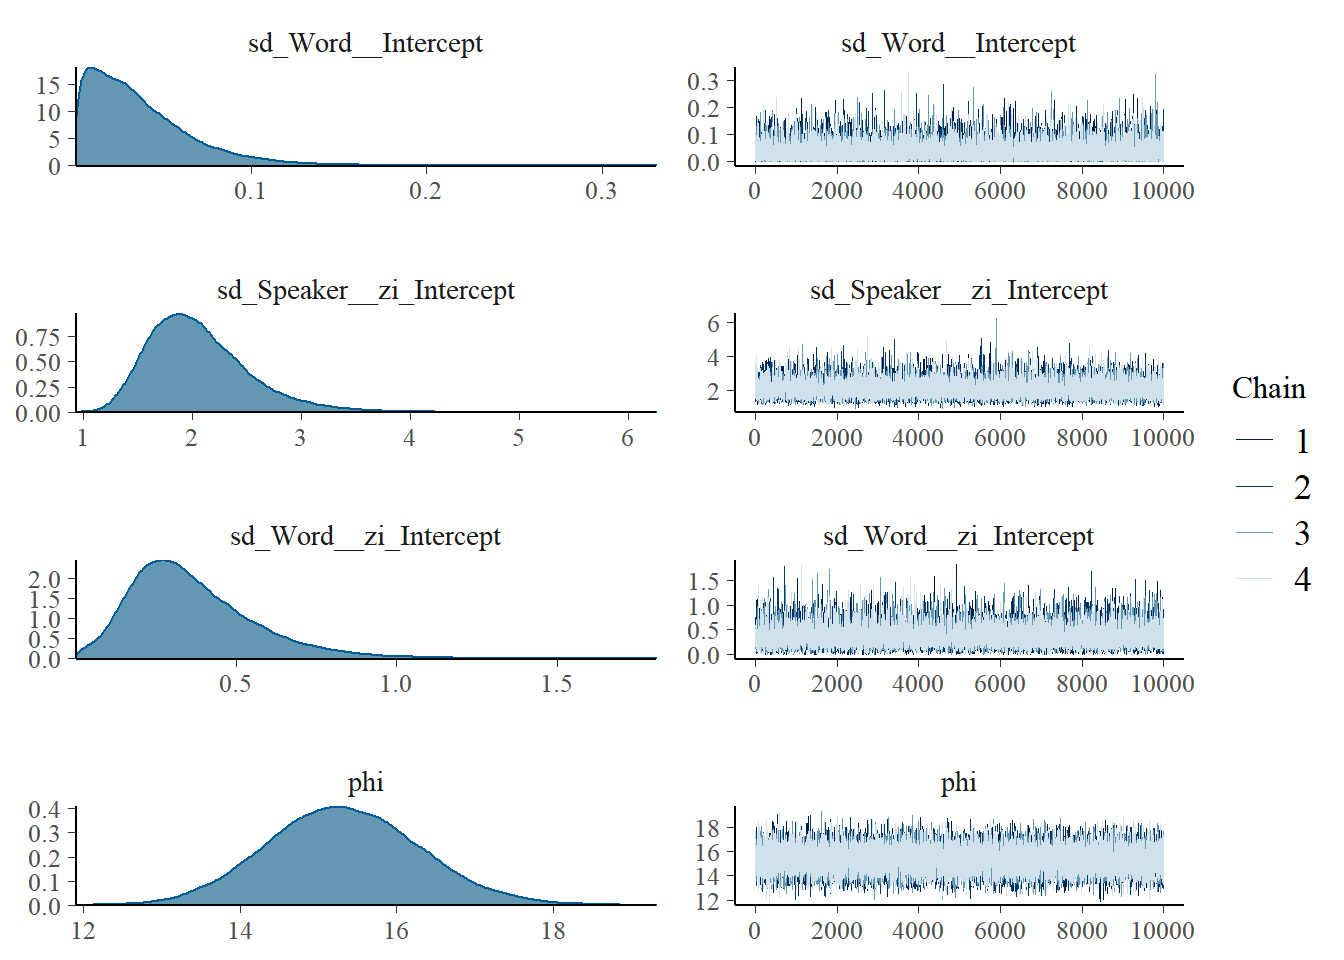 sd_Word__Intercept
15
10
5
0
0.1 0.2 0.3
sd_Word__Intercept
0.3
0.2
0.1
0.0
0 2000 4000 6000 8000 10000
sd_Speaker__zi_Intercept
0.75
0.50
0.25
0.00
1 2 3 4 5 6
sd_Speaker__zi_Intercept
6
4
2
0 2000 4000 6000 8000 10000
sd_Word__zi_Intercept
2.0
1.5
1.0
0.5
0.0
0.5 1.0 1.5
sd_Word__zi_Intercept
1.5
1.0
0.5
0.0
0 2000 4000 6000 8000 10000
phi
0.4
0.3
0.2
0.1
0.0
12 14 16 18
phi
18
16
14
12
0 2000 4000 6000 8000 10000
Chain
1
2
3
4